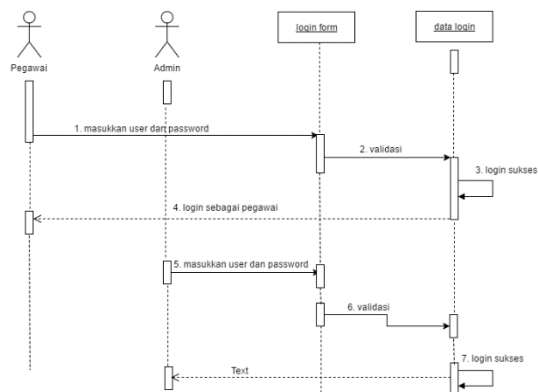 login form
data login
Pegawai
Admin
1. masukkan user dan password
2. validasi
3. login sukses
4. login sebagai pegawai
5. masukkan user dan password
6. validasi
7. login sukses
Text